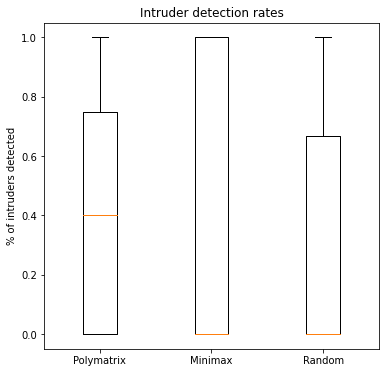 Intruder detection rates
% of intruders detected
1.0
0.8
0.6
0.4
0.2
0.0
Polymatrix Minimax Random